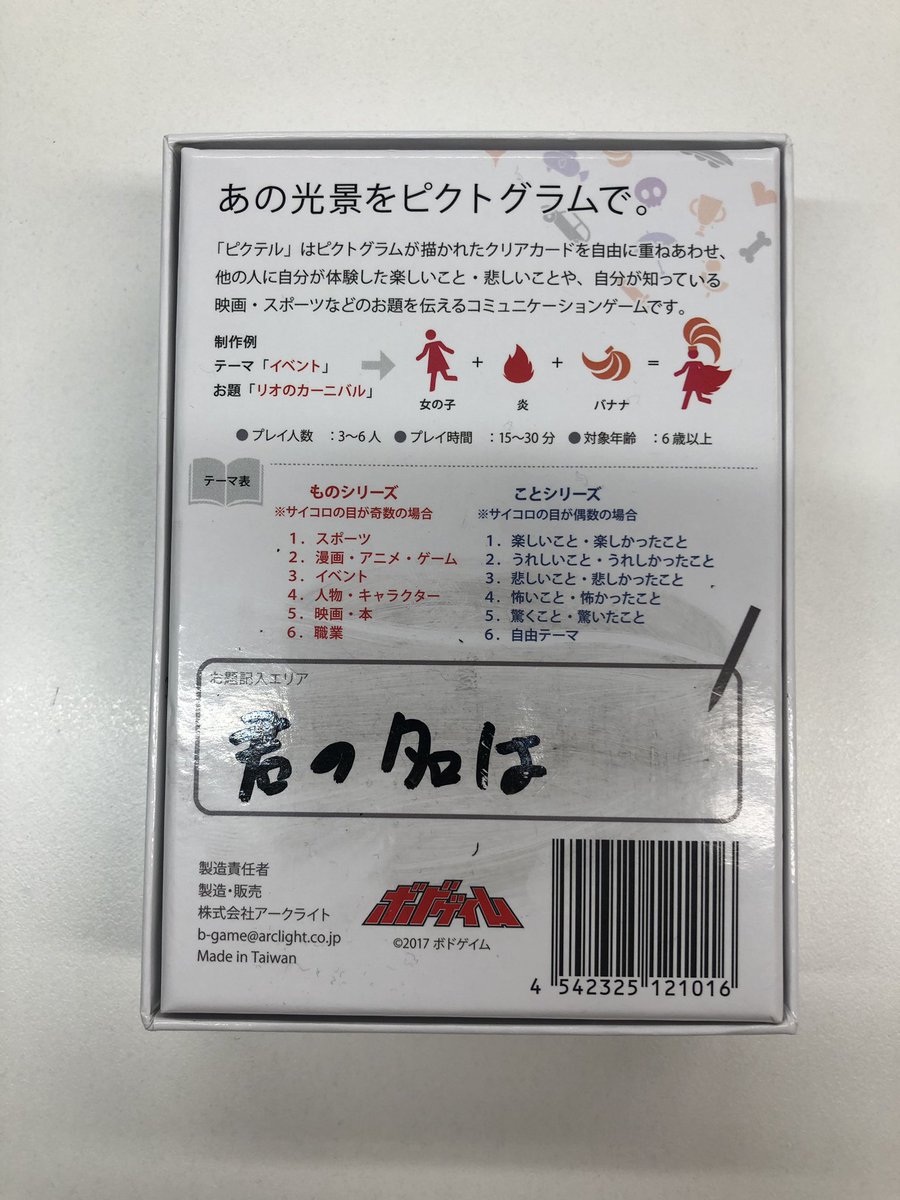 あの光景をピクトグラムで。
「ピクテル」はピクトグラムが描かれたクリアカードを自由に重ねあわせ、
他の人に自分が体験した楽しいこと・悲しいことや、自分が知っている
映画・スポーツなどのお題を伝えるコミュニケーションゲームです。
制作例
テーマ「イベント」
お題「リオのカーニバル」
+ + =
女の子 炎 バナナ
●プレイ人数 :3〜6人 ●プレイ時間 :15〜30分 ●対象年齢 :6歳以上
テーマ表
ものシリーズ
※サイコロの目が奇数の場合
1. スポーツ
2. 漫画・アニメ・ゲーム
3. イベント
4. 人物・キャラクター
5. 映画・本
6. 職業
ことシリーズ
※サイコロの目が偶数の場合
1. 楽しいこと・楽しかったこと
2. うれしいこと・うれしかったこと
3. 悲しいこと・悲しかったこと
4. 怖いこと・怖かったこと
5. 驚くこと・驚いたこと
6. 自由テーマ
お題記入エリア
君の名は
製造責任者
製造・販売
株式会社アークライト
b-game@arclight.co.jp
Made in Taiwan
ボドゲイム
©2017 ボドゲイム
4 542325 121016